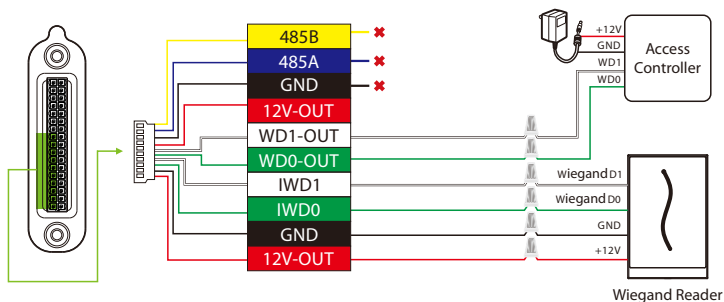 485B
485A
GND
12V-OUT
WD1-OUT
WD0-OUT
IWD1
IWD0
GND
12V-OUT
+12V
GND
WD1
WD0
Access
Controller
wiegand D1
wiegand D0
GND
+12V
Wiegand Reader